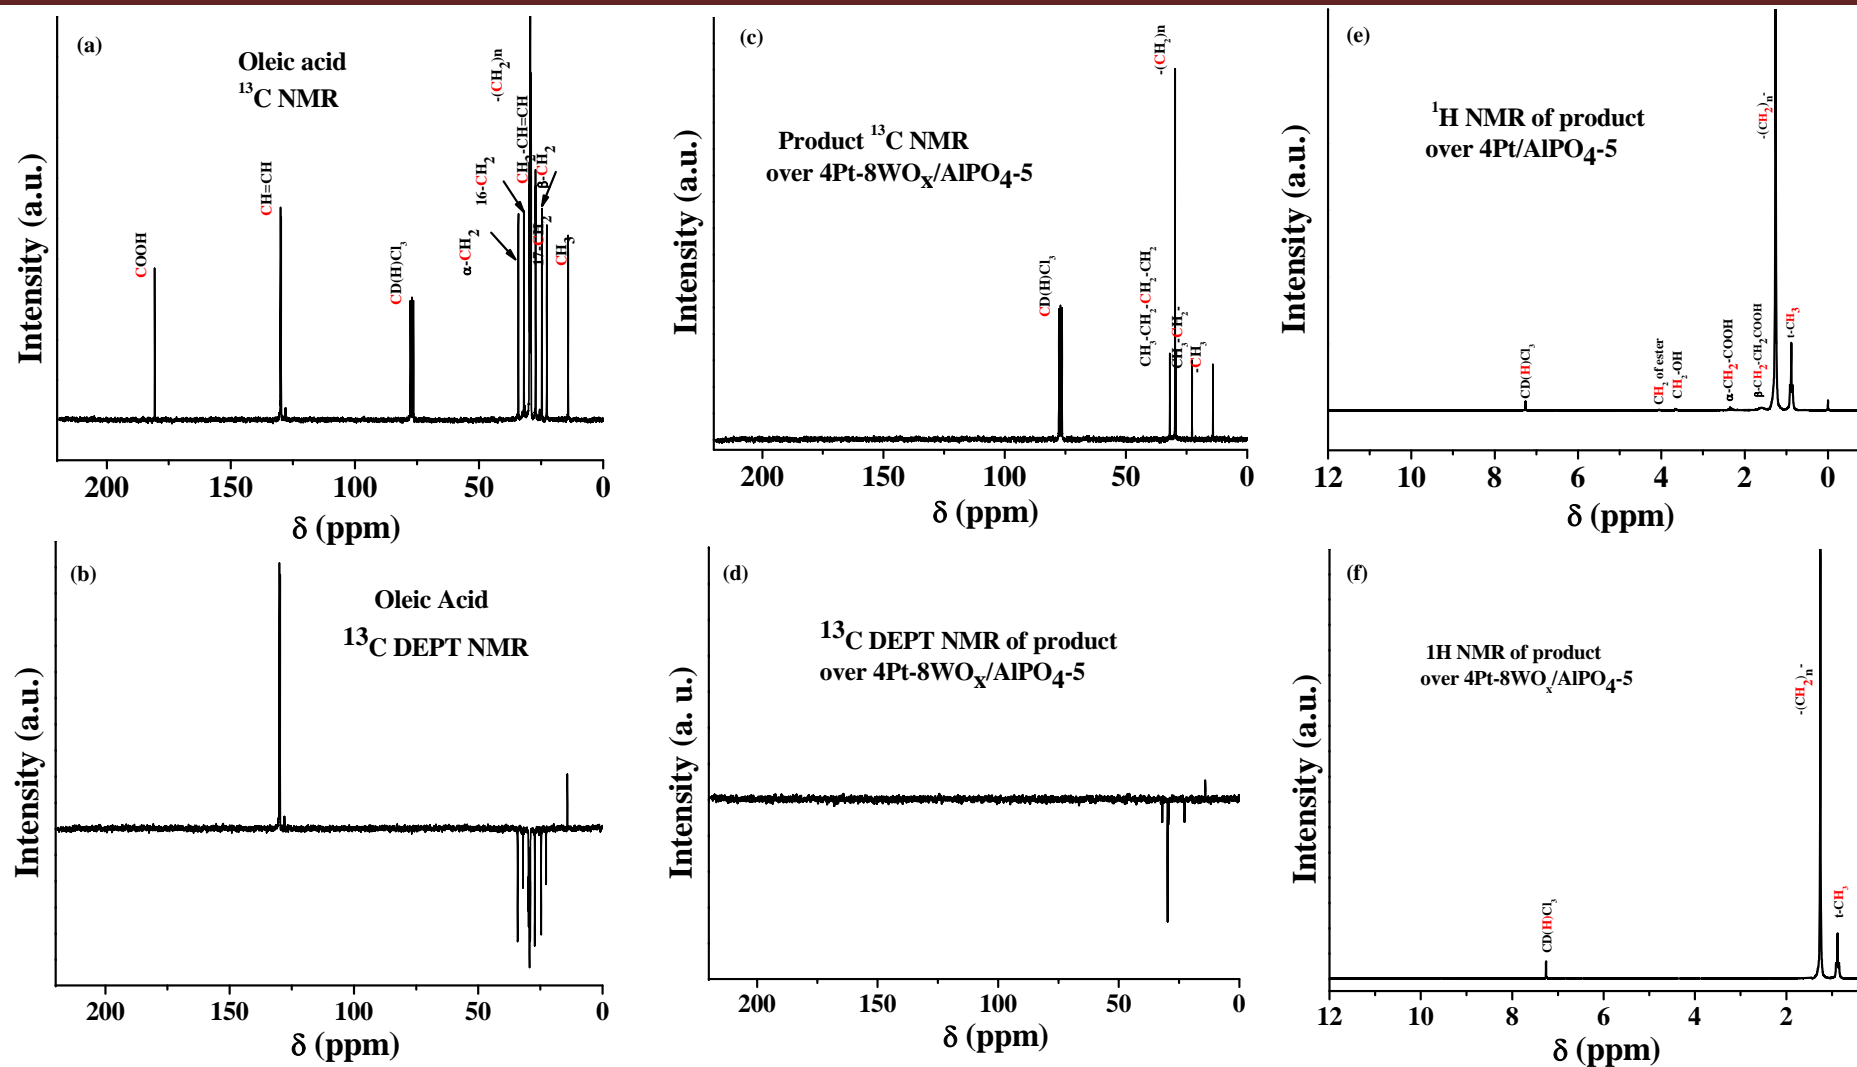 (a)
Oleic acid
¹³C NMR
COOH
CH=CH
CD(H)Cl₃
α-CH₂
16-CH₂
-(CH₂)n
CH₂-CH=CH
β-CH₂
17-CH₂
CH₃
Intensity (a.u.)
200 150 100 50 0
δ (ppm)
(b)
Oleic Acid
¹³C DEPT NMR
Intensity (a.u.)
200 150 100 50 0
δ (ppm)
(c)
Product ¹³C NMR
over 4Pt-8WOₓ/AlPO₄-5
CD(H)Cl₃
CH₃-CH₂-CH₂-CH₂
-(CH₂)n
CH₃-CH₂-
-CH₃
Intensity (a.u.)
200 150 100 50 0
δ (ppm)
(d)
¹³C DEPT NMR of product
over 4Pt-8WOₓ/AlPO₄-5
Intensity (a. u.)
200 150 100 50 0
δ (ppm)
(e)
¹H NMR of product
over 4Pt/AlPO₄-5
CD(H)Cl₃
CH₂ of ester
CH₂-OH
α-CH₂-COOH
β-CH₂-CH₂COOH
-(CH₂)ₙ-
t-CH₃
Intensity (a.u.)
12 10 8 6 4 2 0
δ (ppm)
(f)
1H NMR of product
over 4Pt-8WOₓ/AlPO₄-5
CD(H)Cl₃
-(CH₂)ₙ-
t-CH₃
Intensity (a.u.)
12 10 8 6 4 2
δ (ppm)